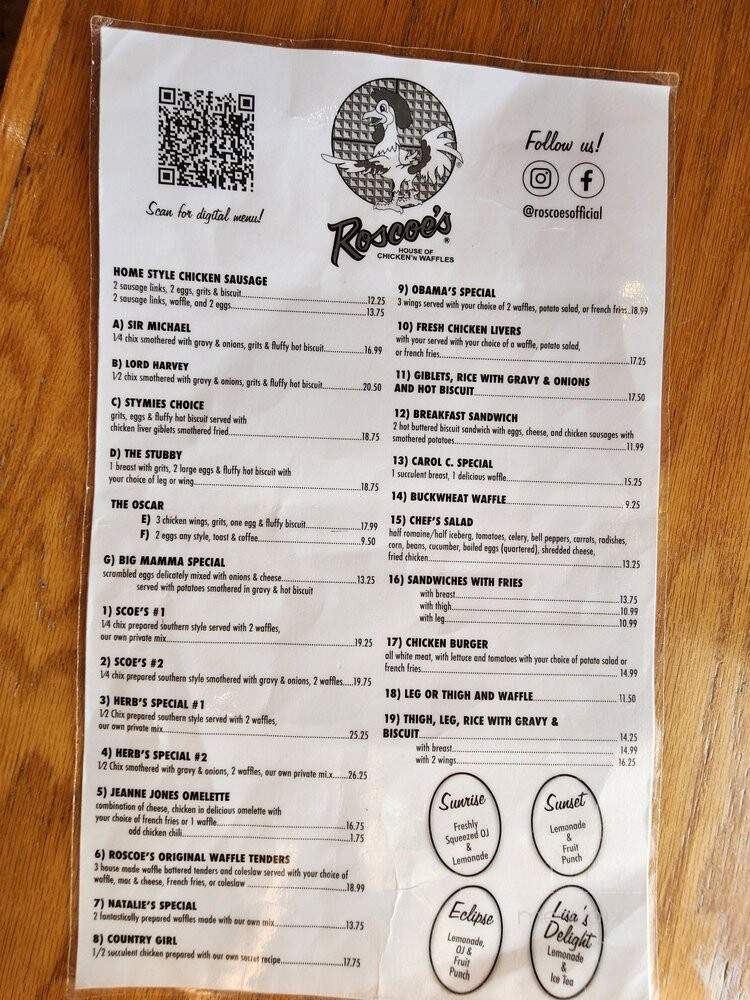 Scan for digital menu!
Roscoe's
HOUSE OF
CHICKEN'N WAFFLES
Follow us!
@roscoesofficial
HOME STYLE CHICKEN SAUSAGE
2 sausage links, 2 eggs, grits & biscuit...12.25
2 sausage links, waffle, and 2 eggs...13.75
A) SIR MICHAEL
1/4 chix smothered with gravy & onions, grits & fluffy hot biscuit...16.99
B) LORD HARVEY
1/2 chix smothered with gravy & onions, grits & fluffy hot biscuit...20.50
C) STYMIES CHOICE
grits, eggs & fluffy hot biscuit served with
chicken liver giblets smothered fried...18.75
D) THE STUBBY
1 breast with grits, 2 large eggs & fluffy hot biscuit with
your choice of leg or wing...18.75
THE OSCAR
E) 3 chicken wings, grits, one egg & fluffy biscuit...17.99
F) 2 eggs any style, toast & coffee...9.50
G) BIG MAMMA SPECIAL
scrambled eggs delicately mixed with onions & cheese...13.25
served with potatoes smothered in gravy & hot biscuit
1) SCOE'S #1
1/4 chix prepared southern style served with 2 waffles,
our own private mix...19.25
2) SCOE'S #2
1/4 chix prepared southern style smothered with gravy & onions, 2 waffles...19.75
3) HERB'S SPECIAL #1
1/2 Chix prepared southern style served with 2 waffles,
our own private mix...25.25
4) HERB'S SPECIAL #2
1/2 Chix smothered with gravy & onions, 2 waffles, our own private mi.x...26.25
5) JEANNE JONES OMELETTE
combination of cheese, chicken in delicious omelette with
your choice of french fries or 1 waffle...16.75
add chicken chili...1.75
6) ROSCOE'S ORIGINAL WAFFLE TENDERS
3 house made waffle battered tenders and coleslaw served with your choice of
waffle, mac & cheese, French fries, or coleslaw...18.99
7) NATALIE'S SPECIAL
2 fantastically prepared waffles made with our own mix...13.75
8) COUNTRY GIRL
1/2 succulent chicken prepared with our own secret recipe...17.75
9) OBAMA'S SPECIAL
3 wings served with your choice of 2 waffles, potato salad, or french fries..18.99
10) FRESH CHICKEN LIVERS
with your served with your choice of a waffle, potato salad,
or french fries...17.25
11) GIBLETS, RICE WITH GRAVY & ONIONS
AND HOT BISCUIT...17.50
12) BREAKFAST SANDWICH
2 hot buttered biscuit sandwich with eggs, cheese, and chicken sausages with
smothered potatoes...11.99
13) CAROL C. SPECIAL
1 succulent breast, 1 delicious waffle...15.25
14) BUCKWHEAT WAFFLE...9.25
15) CHEF'S SALAD
half romaine/half iceberg, tomatoes, celery, bell peppers, carrots, radishes,
corn, beans, cucumber, boiled eggs (quartered), shredded cheese,
fried chicken...13.25
16) SANDWICHES WITH FRIES
with breast...13.75
with thigh...10.99
with leg...10.99
17) CHICKEN BURGER
all white meat, with lettuce and tomatoes with your choice of potato salad or
french fries...14.99
18) LEG OR THIGH AND WAFFLE...11.50
19) THIGH, LEG, RICE WITH GRAVY &
BISCUIT...14.25
with breast...14.99
with 2 wings...16.25
Sunrise
Freshly
Squeezed OJ
&
Lemonade
Sunset
Lemonade
&
Fruit
Punch
Eclipse
Lemonade,
OJ &
Fruit
Punch
Lisa's
Delight
Lemonade
&
Ice Tea